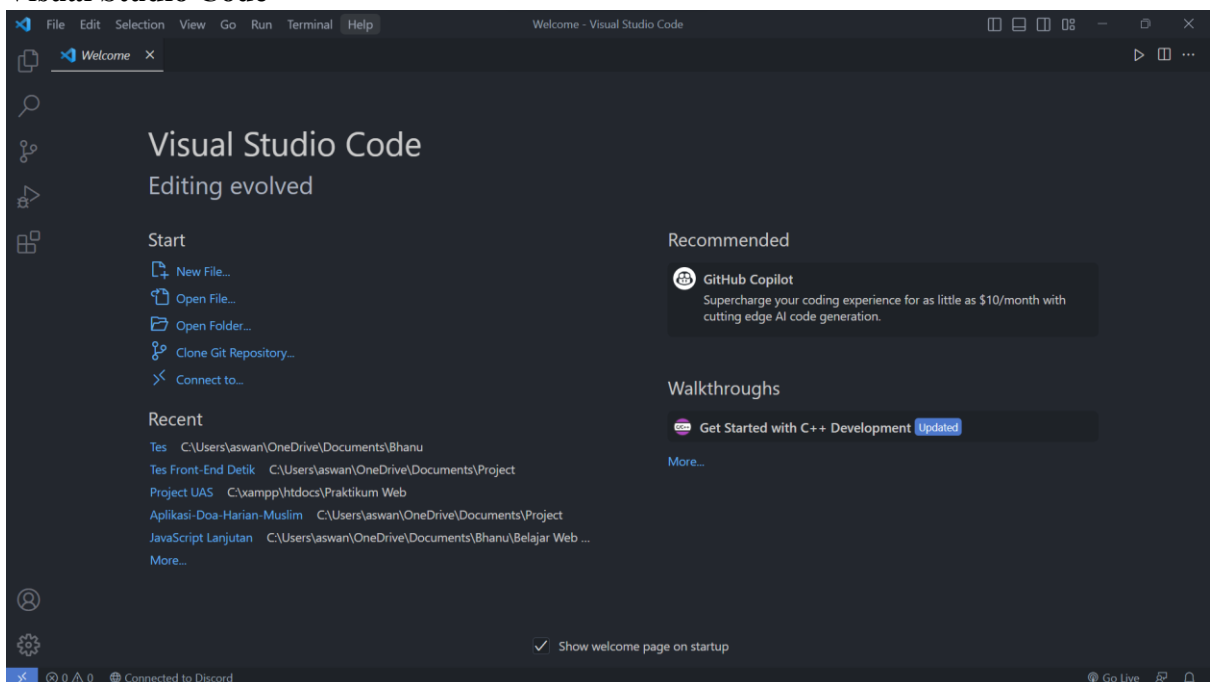 Visual Studio Code
File Edit Selection View Go Run Terminal Help
Welcome - Visual Studio Code
Welcome
Visual Studio Code
Editing evolved
Start
New File...
Open File...
Open Folder...
Clone Git Repository...
Connect to...
Recent
Tes C:\Users\aswan\OneDrive\Documents\Bhanu
Tes Front-End Detik C:\Users\aswan\OneDrive\Documents\Project
Project UAS C:\xampp\htdocs\Praktikum Web
Aplikasi-Doa-Harian-Muslim C:\Users\aswan\OneDrive\Documents\Project
JavaScript Lanjutan C:\Users\aswan\OneDrive\Documents\Bhanu\Belajar Web ...
More...
Recommended
GitHub Copilot
Supercharge your coding experience for as little as $10/month with
cutting edge AI code generation.
Walkthroughs
Get Started with C++ Development Updated
More...
Show welcome page on startup
0 0 Connected to Discord
Go Live